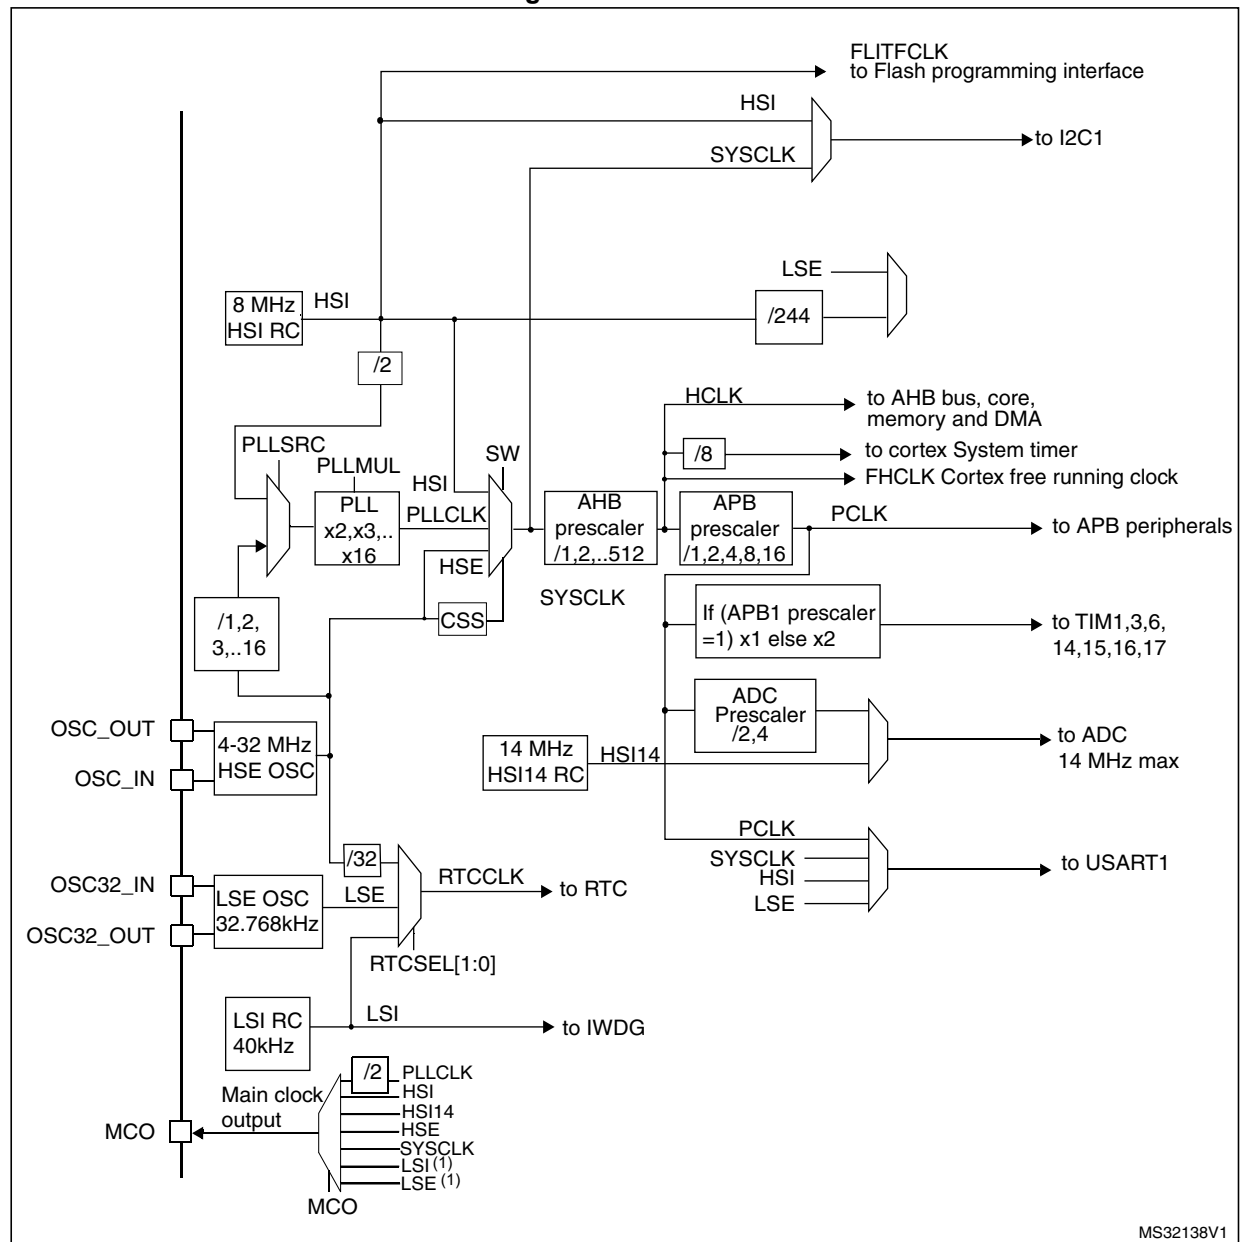 FLITFCLK
to Flash programming interface
HSI
to I2C1
SYSCLK
LSE
8 MHz
HSI RC
HSI
/244
/2
HCLK
to AHB bus, core,
memory and DMA
PLLSRC
SW
/8
to cortex System timer
PLLMUL
HSI
FHCLK Cortex free running clock
PLL
x2,x3,..
x16
PLLCLK
AHB
prescaler
/1,2,..512
APB
prescaler
/1,2,4,8,16
PCLK
to APB peripherals
HSE
SYSCLK
/1,2,
3,..16
CSS
If (APB1 prescaler
=1) x1 else x2
to TIM1,3,6,
14,15,16,17
OSC_OUT
OSC_IN
4-32 MHz
HSE OSC
ADC
Prescaler
/2,4
14 MHz
HSI14 RC
HSI14
to ADC
14 MHz max
PCLK
SYSCLK
HSI
LSE
to USART1
/32
OSC32_IN
OSC32_OUT
LSE OSC
32.768kHz
LSE
RTCCLK
to RTC
RTCSEL[1:0]
LSI RC
40kHz
LSI
to IWDG
/2
PLLCLK
HSI
HSI14
HSE
SYSCLK
LSI (1)
LSE (1)
Main clock
output
MCO
MCO
MS32138V1